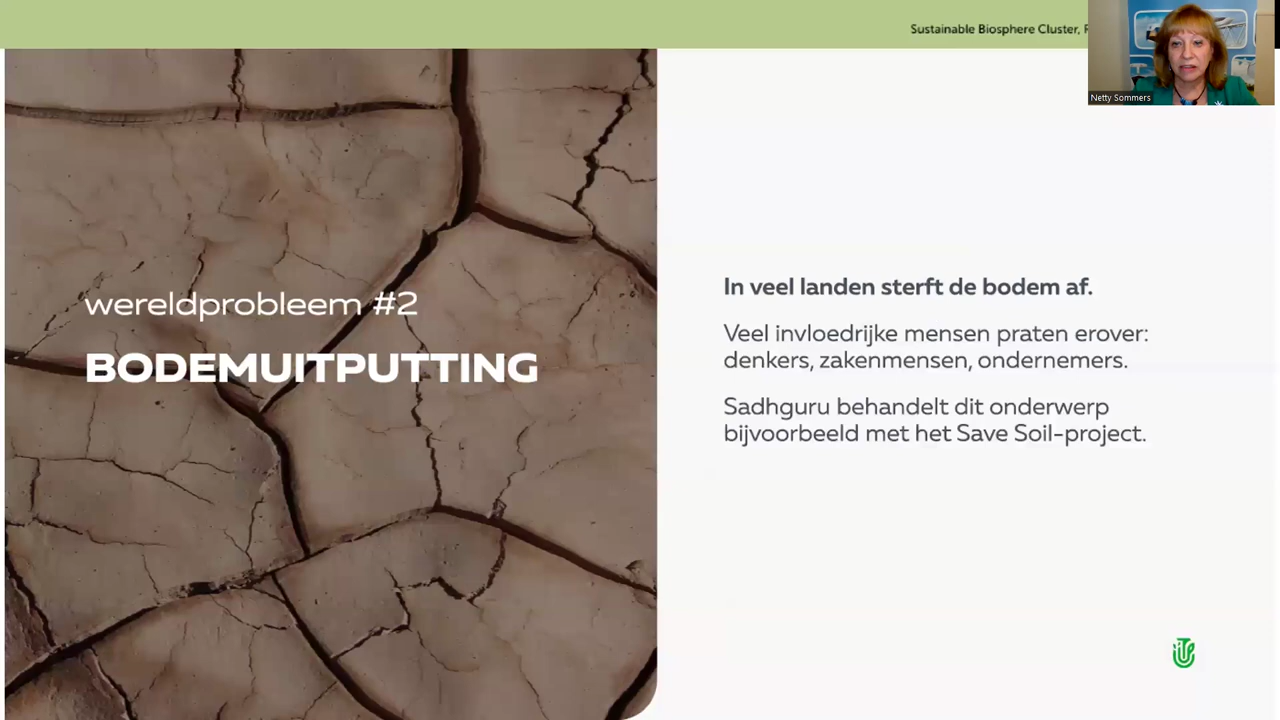 Sustainable Biosphere Cluster,
Netty Sommers
wereldprobleem #2
BODEMUITPUTTING
In veel landen sterft de bodem af.
Veel invloedrijke mensen praten erover:
denkers, zakenmensen, ondernemers.
Sadhguru behandelt dit onderwerp
bijvoorbeeld met het Save Soil-project.